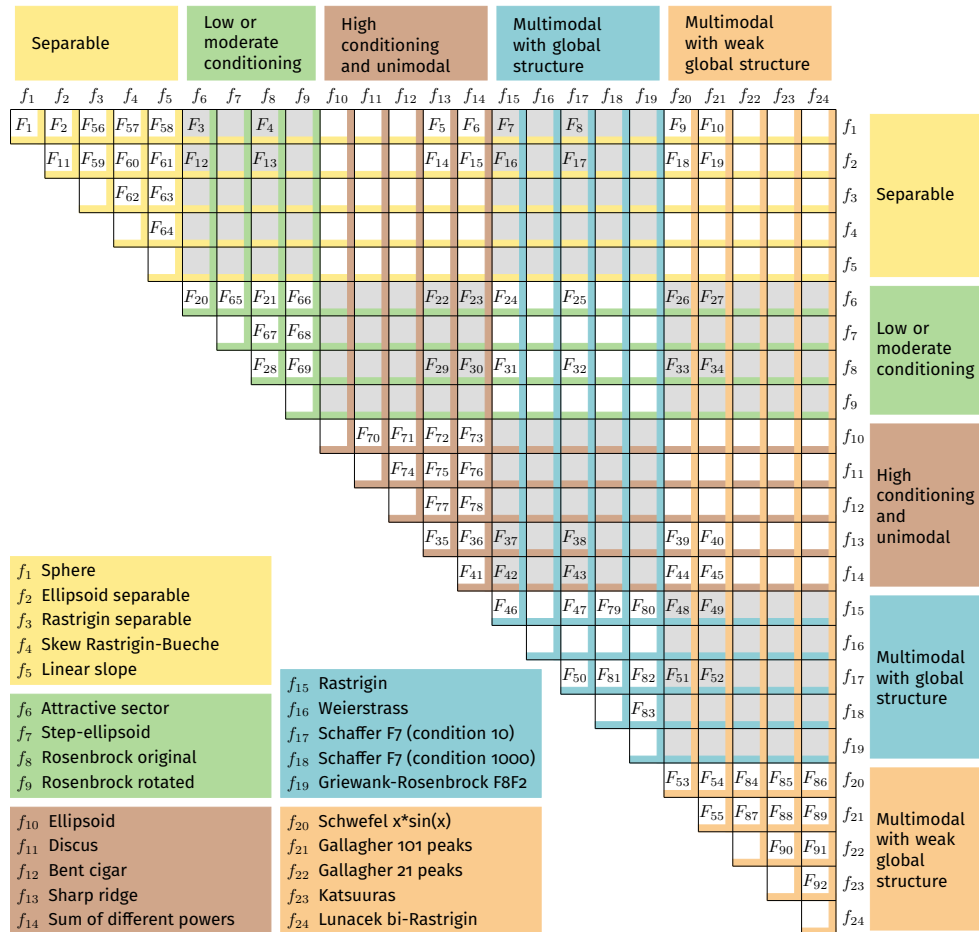 Separable
Low or
moderate
conditioning
High
conditioning
and unimodal
Multimodal
with global
structure
Multimodal
with weak
global structure
f1 f2 f3 f4 f5 f6 f7 f8 f9 f10 f11 f12 f13 f14 f15 f16 f17 f18 f19 f20 f21 f22 f23 f24
F1 F2 F56 F57 F58 F3 F4 F5 F6 F7 F8 F9 F10 f1
F11 F59 F60 F61 F12 F13 F14 F15 F16 F17 F18 F19 f2
F62 F63 f3
F64 f4
f5
Separable
F20 F65 F21 F66 F22 F23 F24 F25 F26 F27 f6
F67 F68 f7
F28 F69 F29 F30 F31 F32 F33 F34 f8
f9
Low or
moderate
conditioning
F70 F71 F72 F73 f10
F74 F75 F76 f11
F77 F78 f12
F35 F36 F37 F38 F39 F40 f13
F41 F42 F43 F44 F45 f14
High
conditioning
and
unimodal
F46 F47 F79 F80 F48 F49 f15
f16
F50 F81 F82 F51 F52 f17
F83 f18
f19
Multimodal
with global
structure
F53 F54 F84 F85 F86 f20
F55 F87 F88 F89 f21
F90 F91 f22
F92 f23
f24
Multimodal
with weak
global
structure
f1 Sphere
f2 Ellipsoid separable
f3 Rastrigin separable
f4 Skew Rastrigin-Bueche
f5 Linear slope
f6 Attractive sector
f7 Step-ellipsoid
f8 Rosenbrock original
f9 Rosenbrock rotated
f10 Ellipsoid
f11 Discus
f12 Bent cigar
f13 Sharp ridge
f14 Sum of different powers
f15 Rastrigin
f16 Weierstrass
f17 Schaffer F7 (condition 10)
f18 Schaffer F7 (condition 1000)
f19 Griewank-Rosenbrock F8F2
f20 Schwefel x*sin(x)
f21 Gallagher 101 peaks
f22 Gallagher 21 peaks
f23 Katsuuras
f24 Lunacek bi-Rastrigin